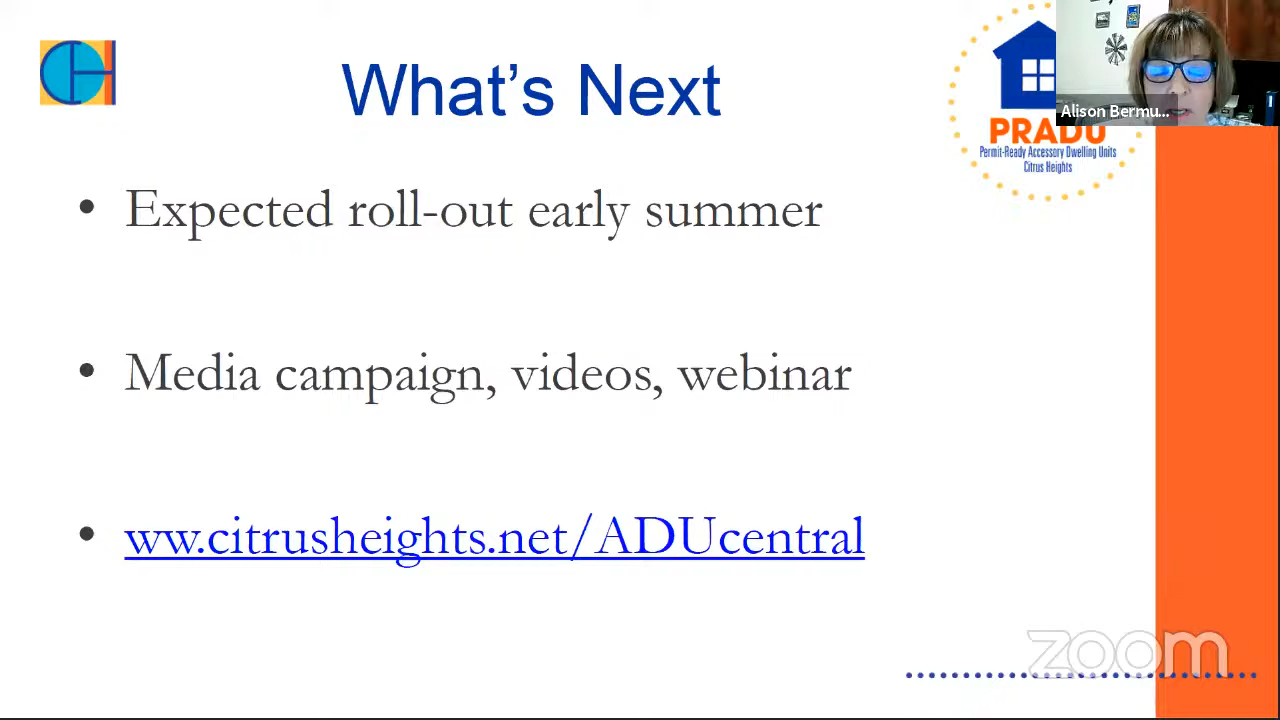 What's Next
PRADU
Permit-Ready Accessory Dwelling Units
Citrus Heights
Alison Bermu...
• Expected roll-out early summer
• Media campaign, videos, webinar
• ww.citrusheights.net/ADUcentral
zoom